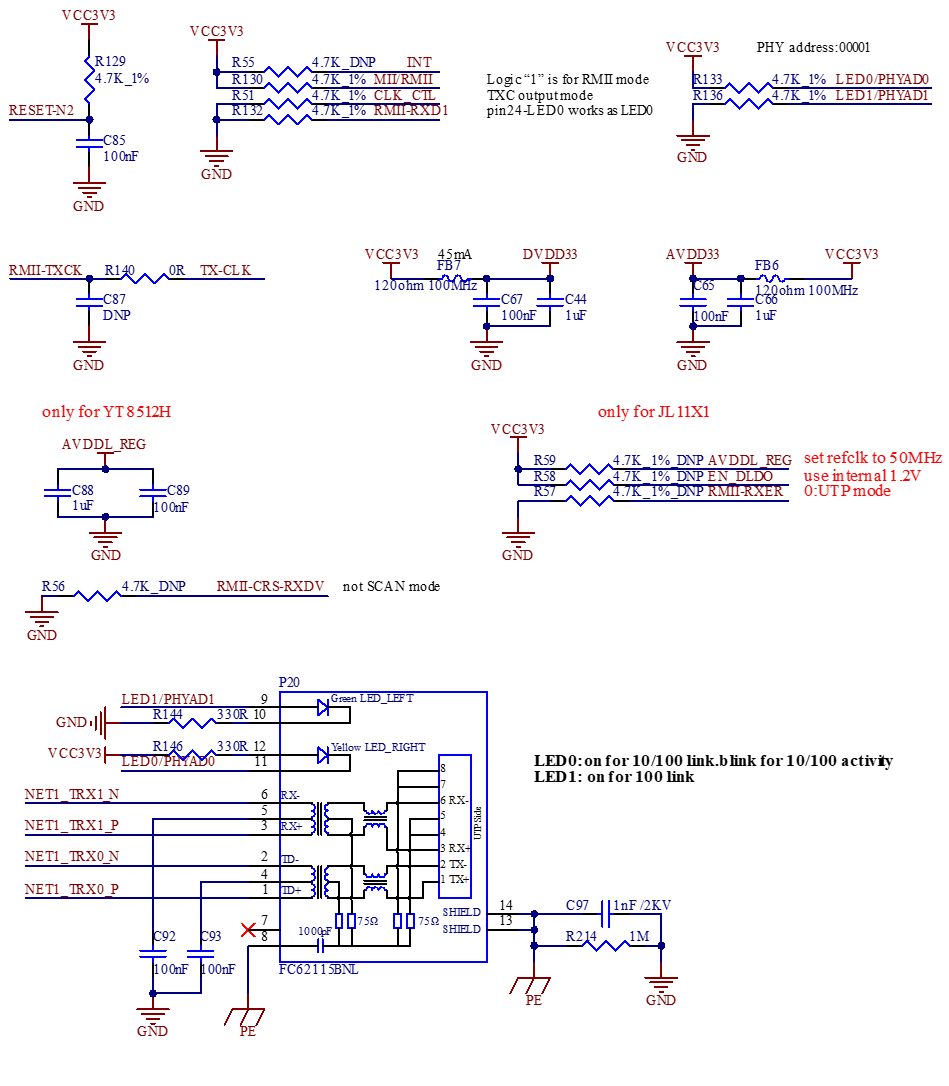 VCC3V3
R129
4.7K_1%
RESET-N2
C85
100nF
GND
VCC3V3
R55 4.7K_DNP INT
R130 4.7K_1% MII/RMII
R51 4.7K_1% CLK_CTL
R132 4.7K_1% RMII-RXD1
GND
Logic “1” is for RMII mode
TXC output mode
pin24-LED0 works as LED0
PHY address:00001
VCC3V3
R133 4.7K_1% LED0/PHYAD0
R136 4.7K_1% LED1/PHYAD1
GND
RMII-TXCK R140 0R TX-CLK
C87
DNP
GND
VCC3V3 45mA DVDD33
FB7
120ohm 100MHz
C67 C44
100nF 1uF
GND
AVDD33 VCC3V3
FB6
120ohm 100MHz
C65 C66
100nF 1uF
GND
only for YT8512H
AVDDL_REG
C88 C89
1uF 100nF
GND
only for JL11X1
VCC3V3
R59 4.7K_1%_DNP AVDDL_REG set refclk to 50MHz
R58 4.7K_1%_DNP EN_DLDO use internal 1.2V
R57 4.7K_1%_DNP RMII-RXER 0:UTP mode
GND
R56 4.7K_DNP RMII-CRS-RXDV not SCAN mode
GND
P20
LED1/PHYAD1 9 Green LED_LEFT
GND R144 330R 10
VCC3V3 R146 330R 12 Yellow LED_RIGHT
LED0/PHYAD0 11
LED0:on for 10/100 link.blink for 10/100 activity
LED1: on for 100 link
8
7
NET1_TRX1_N 6 RX- 6 RX-
5 5
NET1_TRX1_P 3 RX+ 4
3 RX+
NET1_TRX0_N 2 TD- 2 TX-
4 1 TX+
NET1_TRX0_P 1 TD+
UTPSide
7
8
1000pF 75Ω 75Ω
SHIELD 14
SHIELD 13
C97 1nF/2KV
R214 1M
C92 C93
100nF 100nF
FC62115BNL
GND
PE
PE
GND